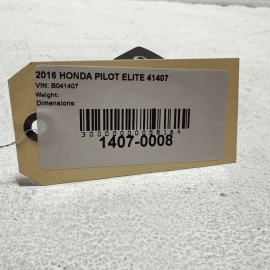 2016 HONDA PILOT ELITE 41407
VIN: B041407
Weight:
Dimensions:
1407-0008